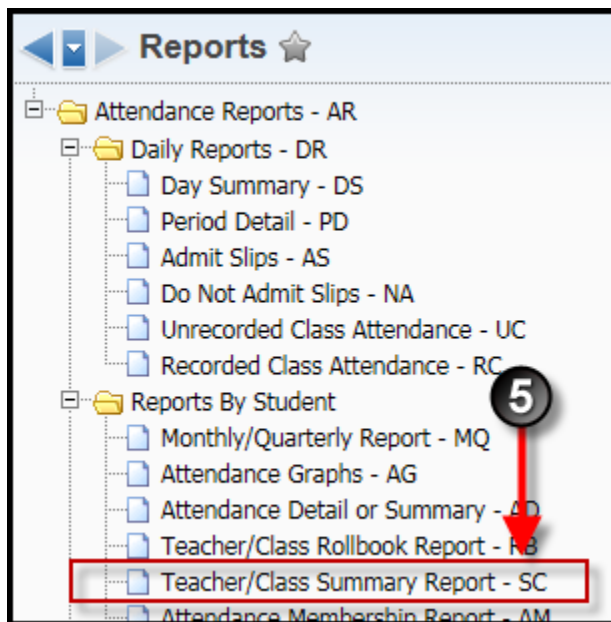 Reports
Attendance Reports - AR
Daily Reports - DR
Day Summary - DS
Period Detail - PD
Admit Slips - AS
Do Not Admit Slips - NA
Unrecorded Class Attendance - UC
Recorded Class Attendance - RC
Reports By Student
5
Monthly/Quarterly Report - MQ
Attendance Graphs - AG
Attendance Detail or Summary - AD
Teacher/Class Rollbook Report - RB
Teacher/Class Summary Report - SC
Attendance Membership Report - AM